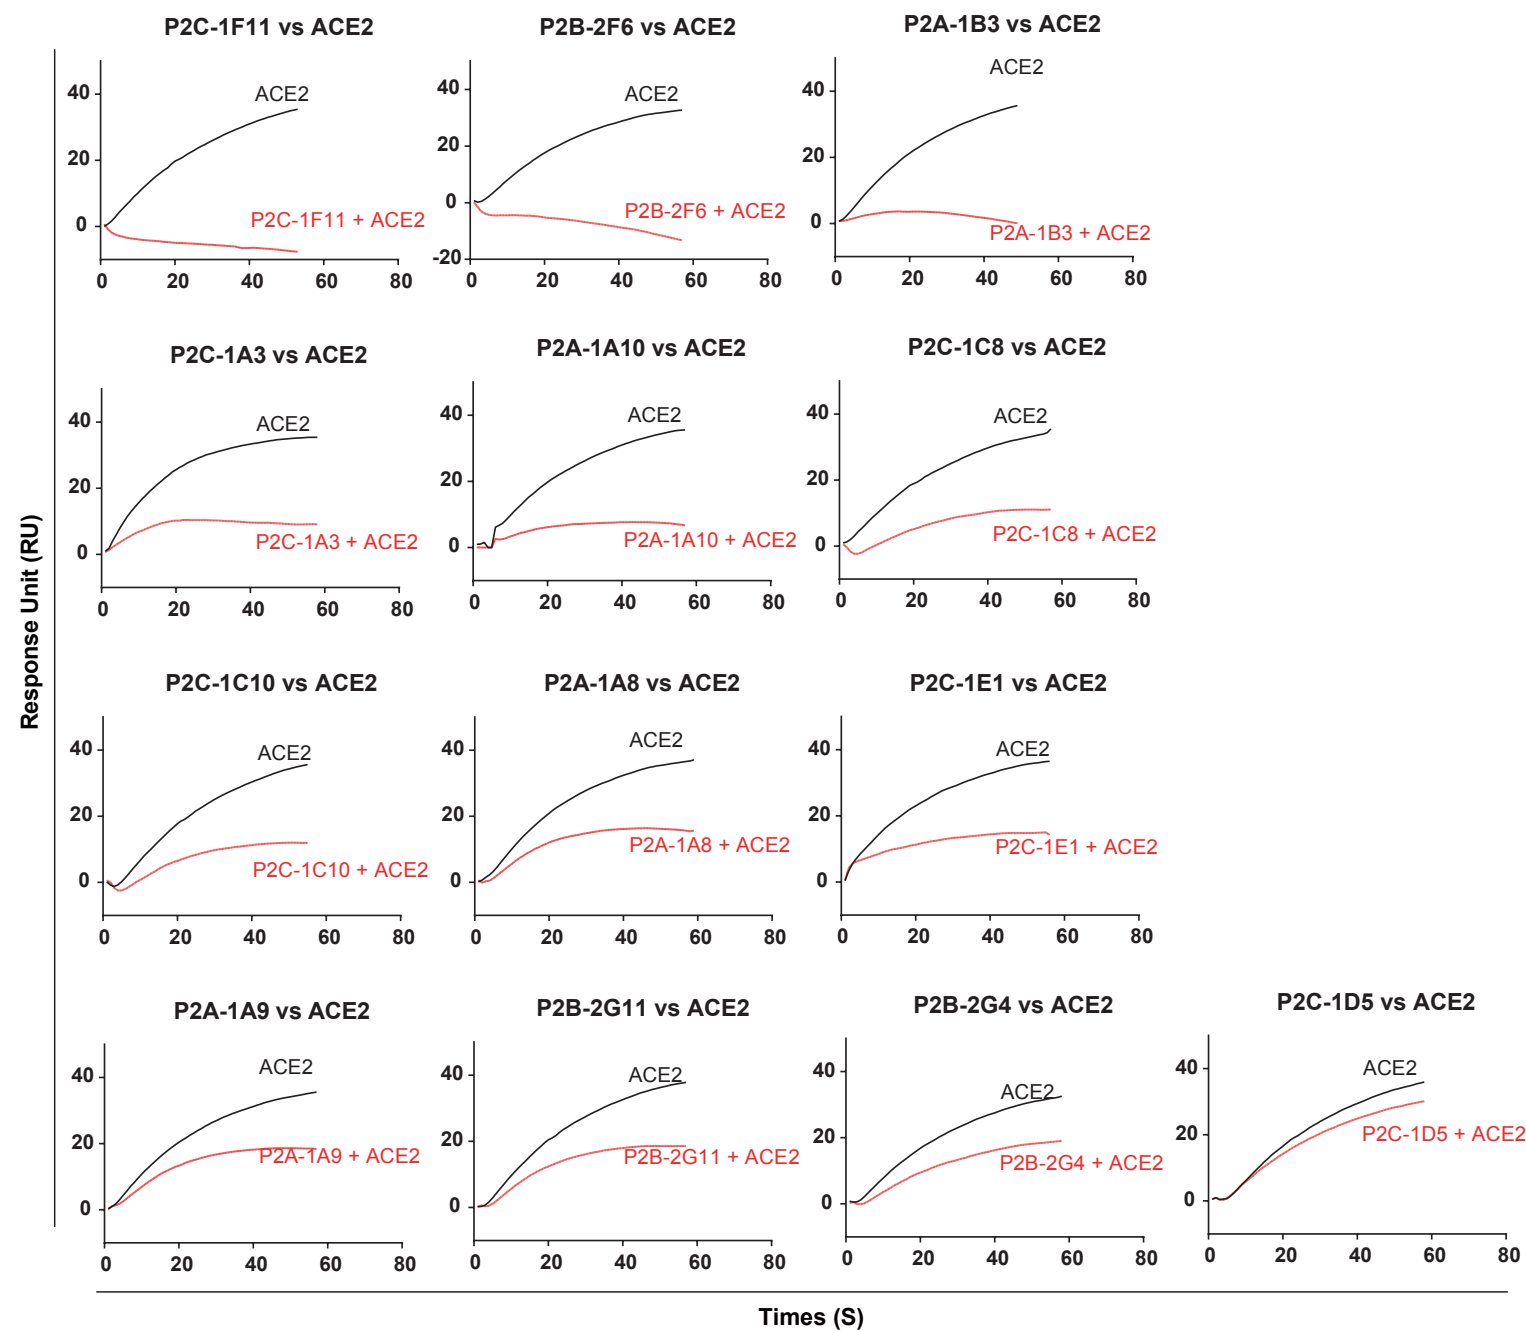 P2C-1F11 vs ACE2
P2B-2F6 vs ACE2
P2A-1B3 vs ACE2
40
20
0
ACE2
P2C-1F11 + ACE2
0 20 40 60 80
40
20
0
-20
ACE2
P2B-2F6 + ACE2
0 20 40 60 80
40
20
0
ACE2
P2A-1B3 + ACE2
0 20 40 60 80
P2C-1A3 vs ACE2
P2A-1A10 vs ACE2
P2C-1C8 vs ACE2
40
20
0
ACE2
P2C-1A3 + ACE2
0 20 40 60 80
40
20
0
ACE2
P2A-1A10 + ACE2
0 20 40 60 80
40
20
0
ACE2
P2C-1C8 + ACE2
0 20 40 60 80
Response Unit (RU)
P2C-1C10 vs ACE2
P2A-1A8 vs ACE2
P2C-1E1 vs ACE2
40
20
0
ACE2
P2C-1C10 + ACE2
0 20 40 60 80
40
20
0
ACE2
P2A-1A8 + ACE2
0 20 40 60 80
40
20
0
ACE2
P2C-1E1 + ACE2
0 20 40 60 80
P2A-1A9 vs ACE2
P2B-2G11 vs ACE2
P2B-2G4 vs ACE2
P2C-1D5 vs ACE2
40
20
0
ACE2
P2A-1A9 + ACE2
0 20 40 60 80
40
20
0
ACE2
P2B-2G11 + ACE2
0 20 40 60 80
40
20
0
ACE2
P2B-2G4 + ACE2
0 20 40 60 80
40
20
0
ACE2
P2C-1D5 + ACE2
0 20 40 60 80
Times (S)